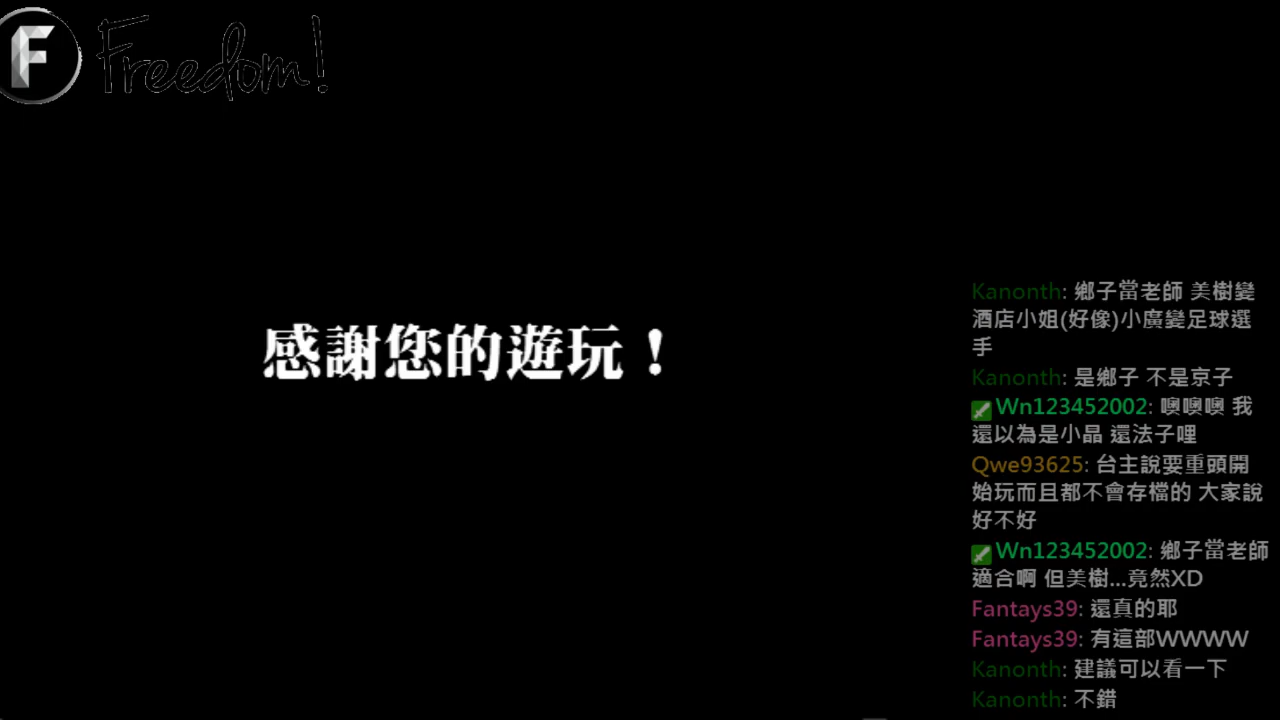 F Freedom!
感謝您的遊玩！
Kanonth: 鄉子當老師 美樹變
酒店小姐(好像)小廣變足球選
手
Kanonth: 是鄉子 不是京子
Wn123452002: 噢噢噢 我
還以為是小晶 還法子哩
Qwe93625: 台主說要重頭開
始玩而且都不會存檔的 大家說
好不好
Wn123452002: 鄉子當老師
適合啊 但美樹...竟然XD
Fantays39: 還真的耶
Fantays39: 有這部WWWW
Kanonth: 建議可以看一下
Kanonth: 不錯